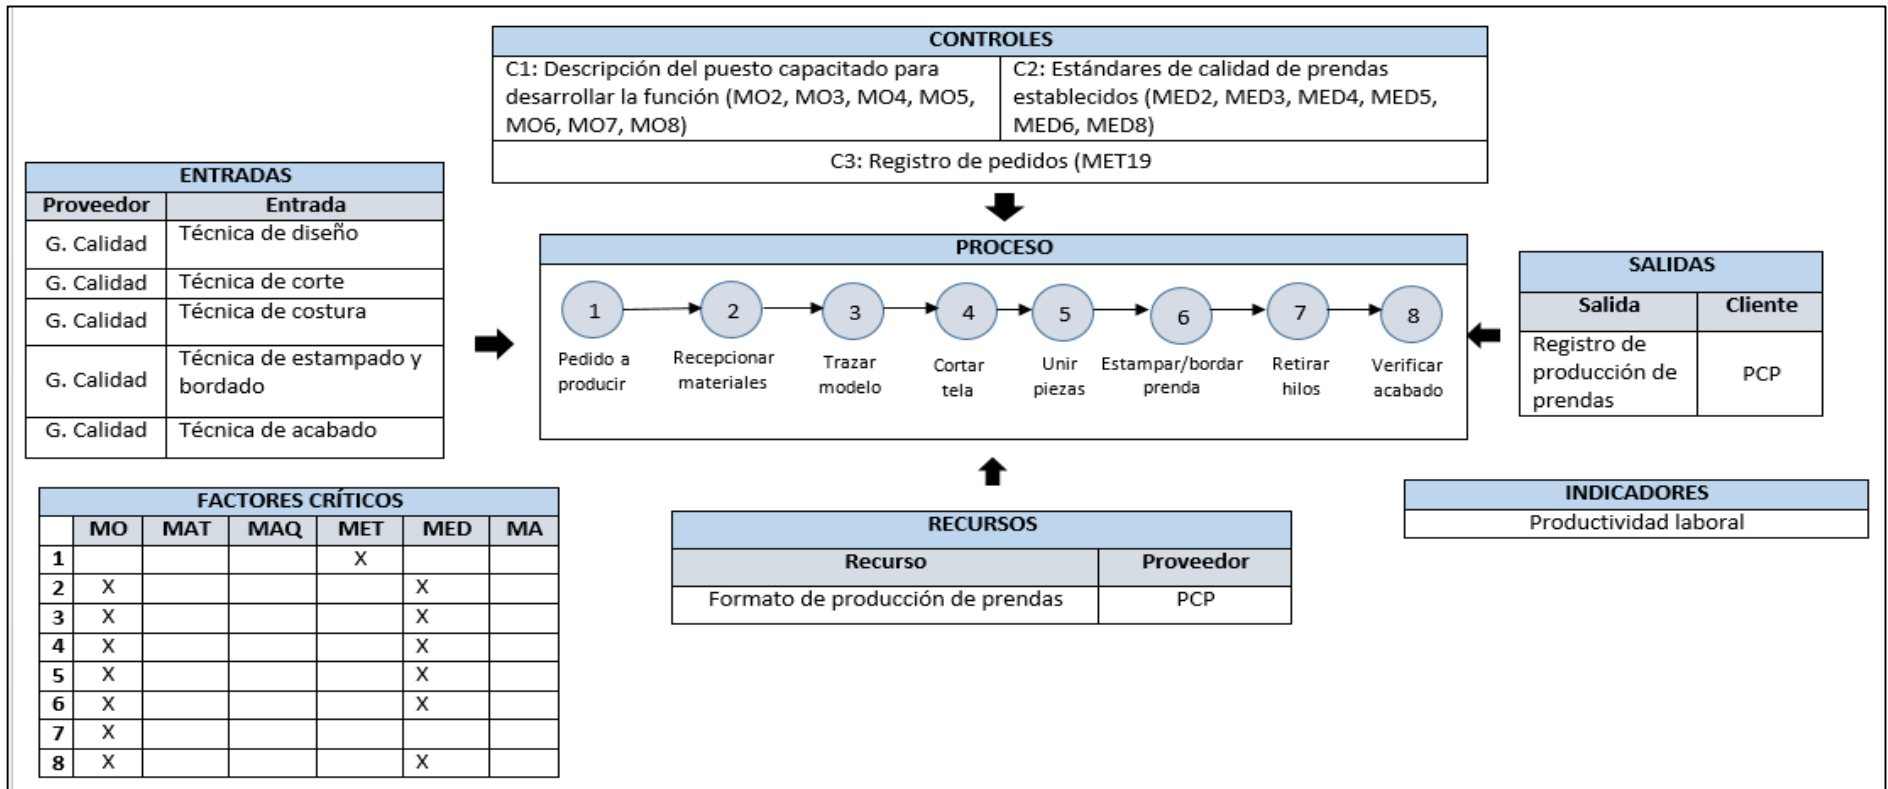 CONTROLES
C1: Descripción del puesto capacitado para
desarrollar la función (MO2, MO3, MO4, MO5,
MO6, MO7, MO8)
C2: Estándares de calidad de prendas
establecidos (MED2, MED3, MED4, MED5,
MED6, MED8)
C3: Registro de pedidos (MET19
ENTRADAS
Proveedor Entrada
G. Calidad Técnica de diseño
G. Calidad Técnica de corte
G. Calidad Técnica de costura
G. Calidad Técnica de estampado y
bordado
G. Calidad Técnica de acabado
PROCESO
1 2 3 4 5 6 7 8
Pedido a
producir
Recepcionar
materiales
Trazar
modelo
Cortar
tela
Unir
piezas
Estampar/bordar
prenda
Retirar
hilos
Verificar
acabado
SALIDAS
Salida Cliente
Registro de
producción de
prendas
PCP
FACTORES CRÍTICOS
MO MAT MAQ MET MED MA
1 X
2 X X
3 X X
4 X X
5 X X
6 X X
7 X
8 X X
RECURSOS
Recurso Proveedor
Formato de producción de prendas PCP
INDICADORES
Productividad laboral